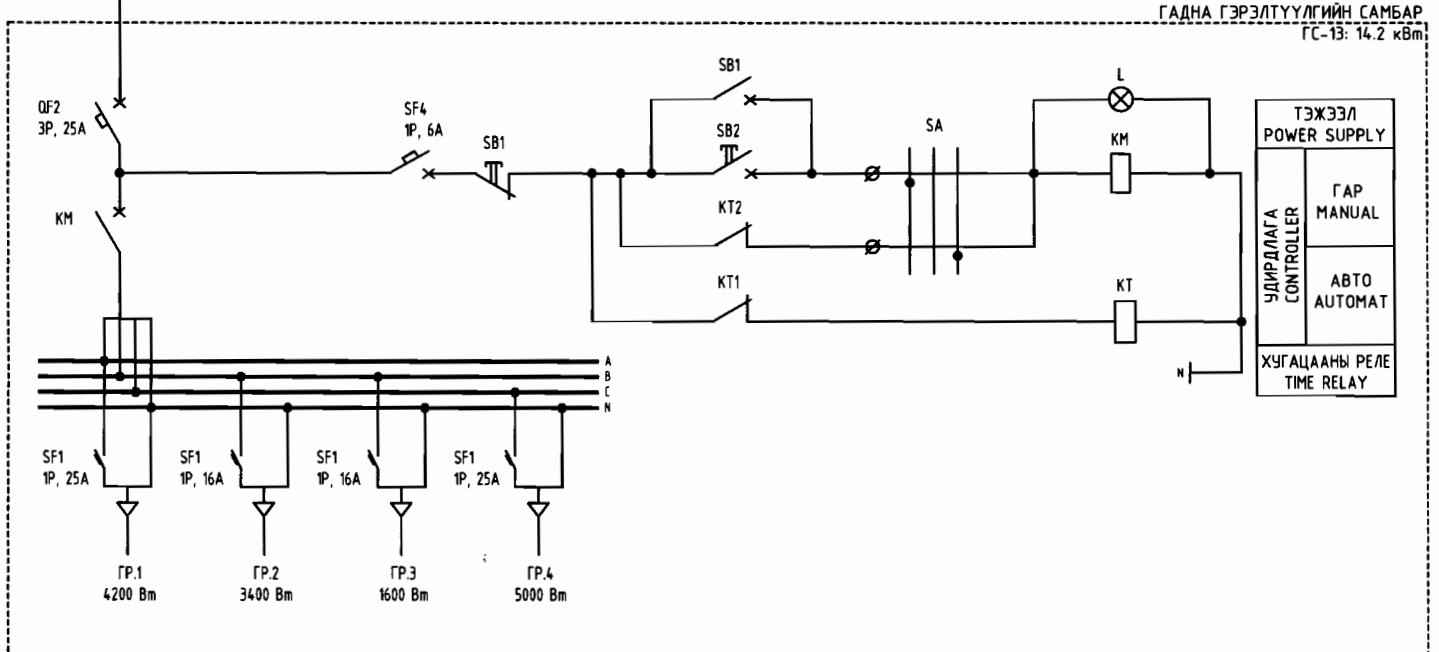 ГАДНА ГЭРЭЛТҮҮЛГИЙН САМБАР
ГС-13: 14.2 кВт
QF2
3P, 25A
SF4
1P, 6A
SB1
SB1
SB2
KT2
KT1
SA
L
KM
KT
KM
N
ТЭЖЭЭЛ
POWER SUPPLY
УДИРДЛАГА
CONTROLLER
ГАР
MANUAL
АВТО
AUTOMAT
ХУГАЦААНЫ РЕЛЕ
TIME RELAY
A
B
C
N
SF1
1P, 25A
SF1
1P, 16A
SF1
1P, 16A
SF1
1P, 25A
ГР.1
4200 Вт
ГР.2
3400 Вт
ГР.3
1600 Вт
ГР.4
5000 Вт